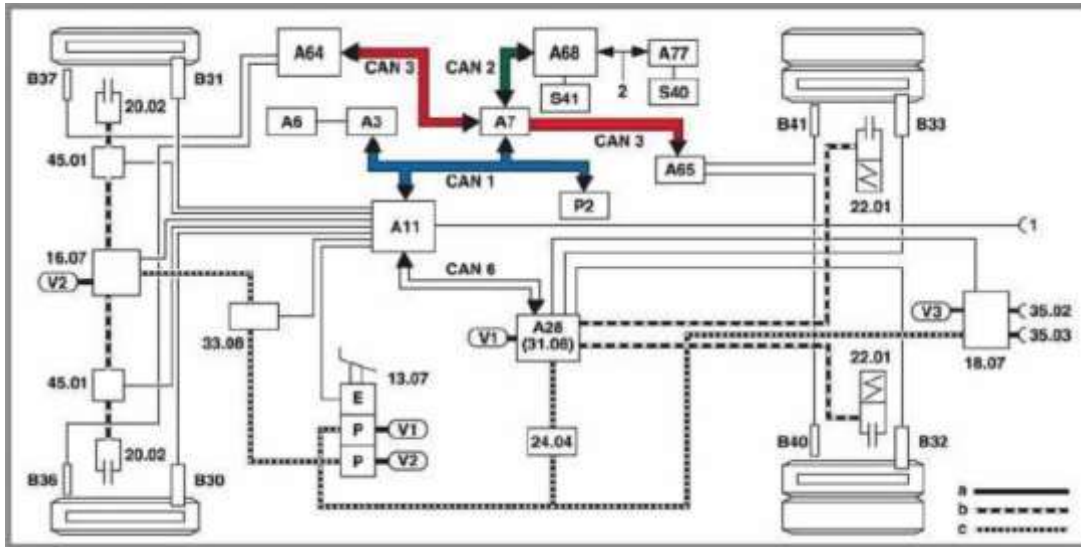 A64
CAN 3
CAN 2
A68
A77
B37
B31
20.02
S41
2
S40
A6
A3
A7
CAN 3
B41
B33
45.01
A65
CAN 1
P2
22.01
A11
1
16.07
V2
CAN 6
33.08
V1
A28
(31.08)
V3
35.02
35.03
18.07
22.01
45.01
13.07
E
P
V1
P
V2
24.04
20.02
B36
B30
B40
B32
a
b
c